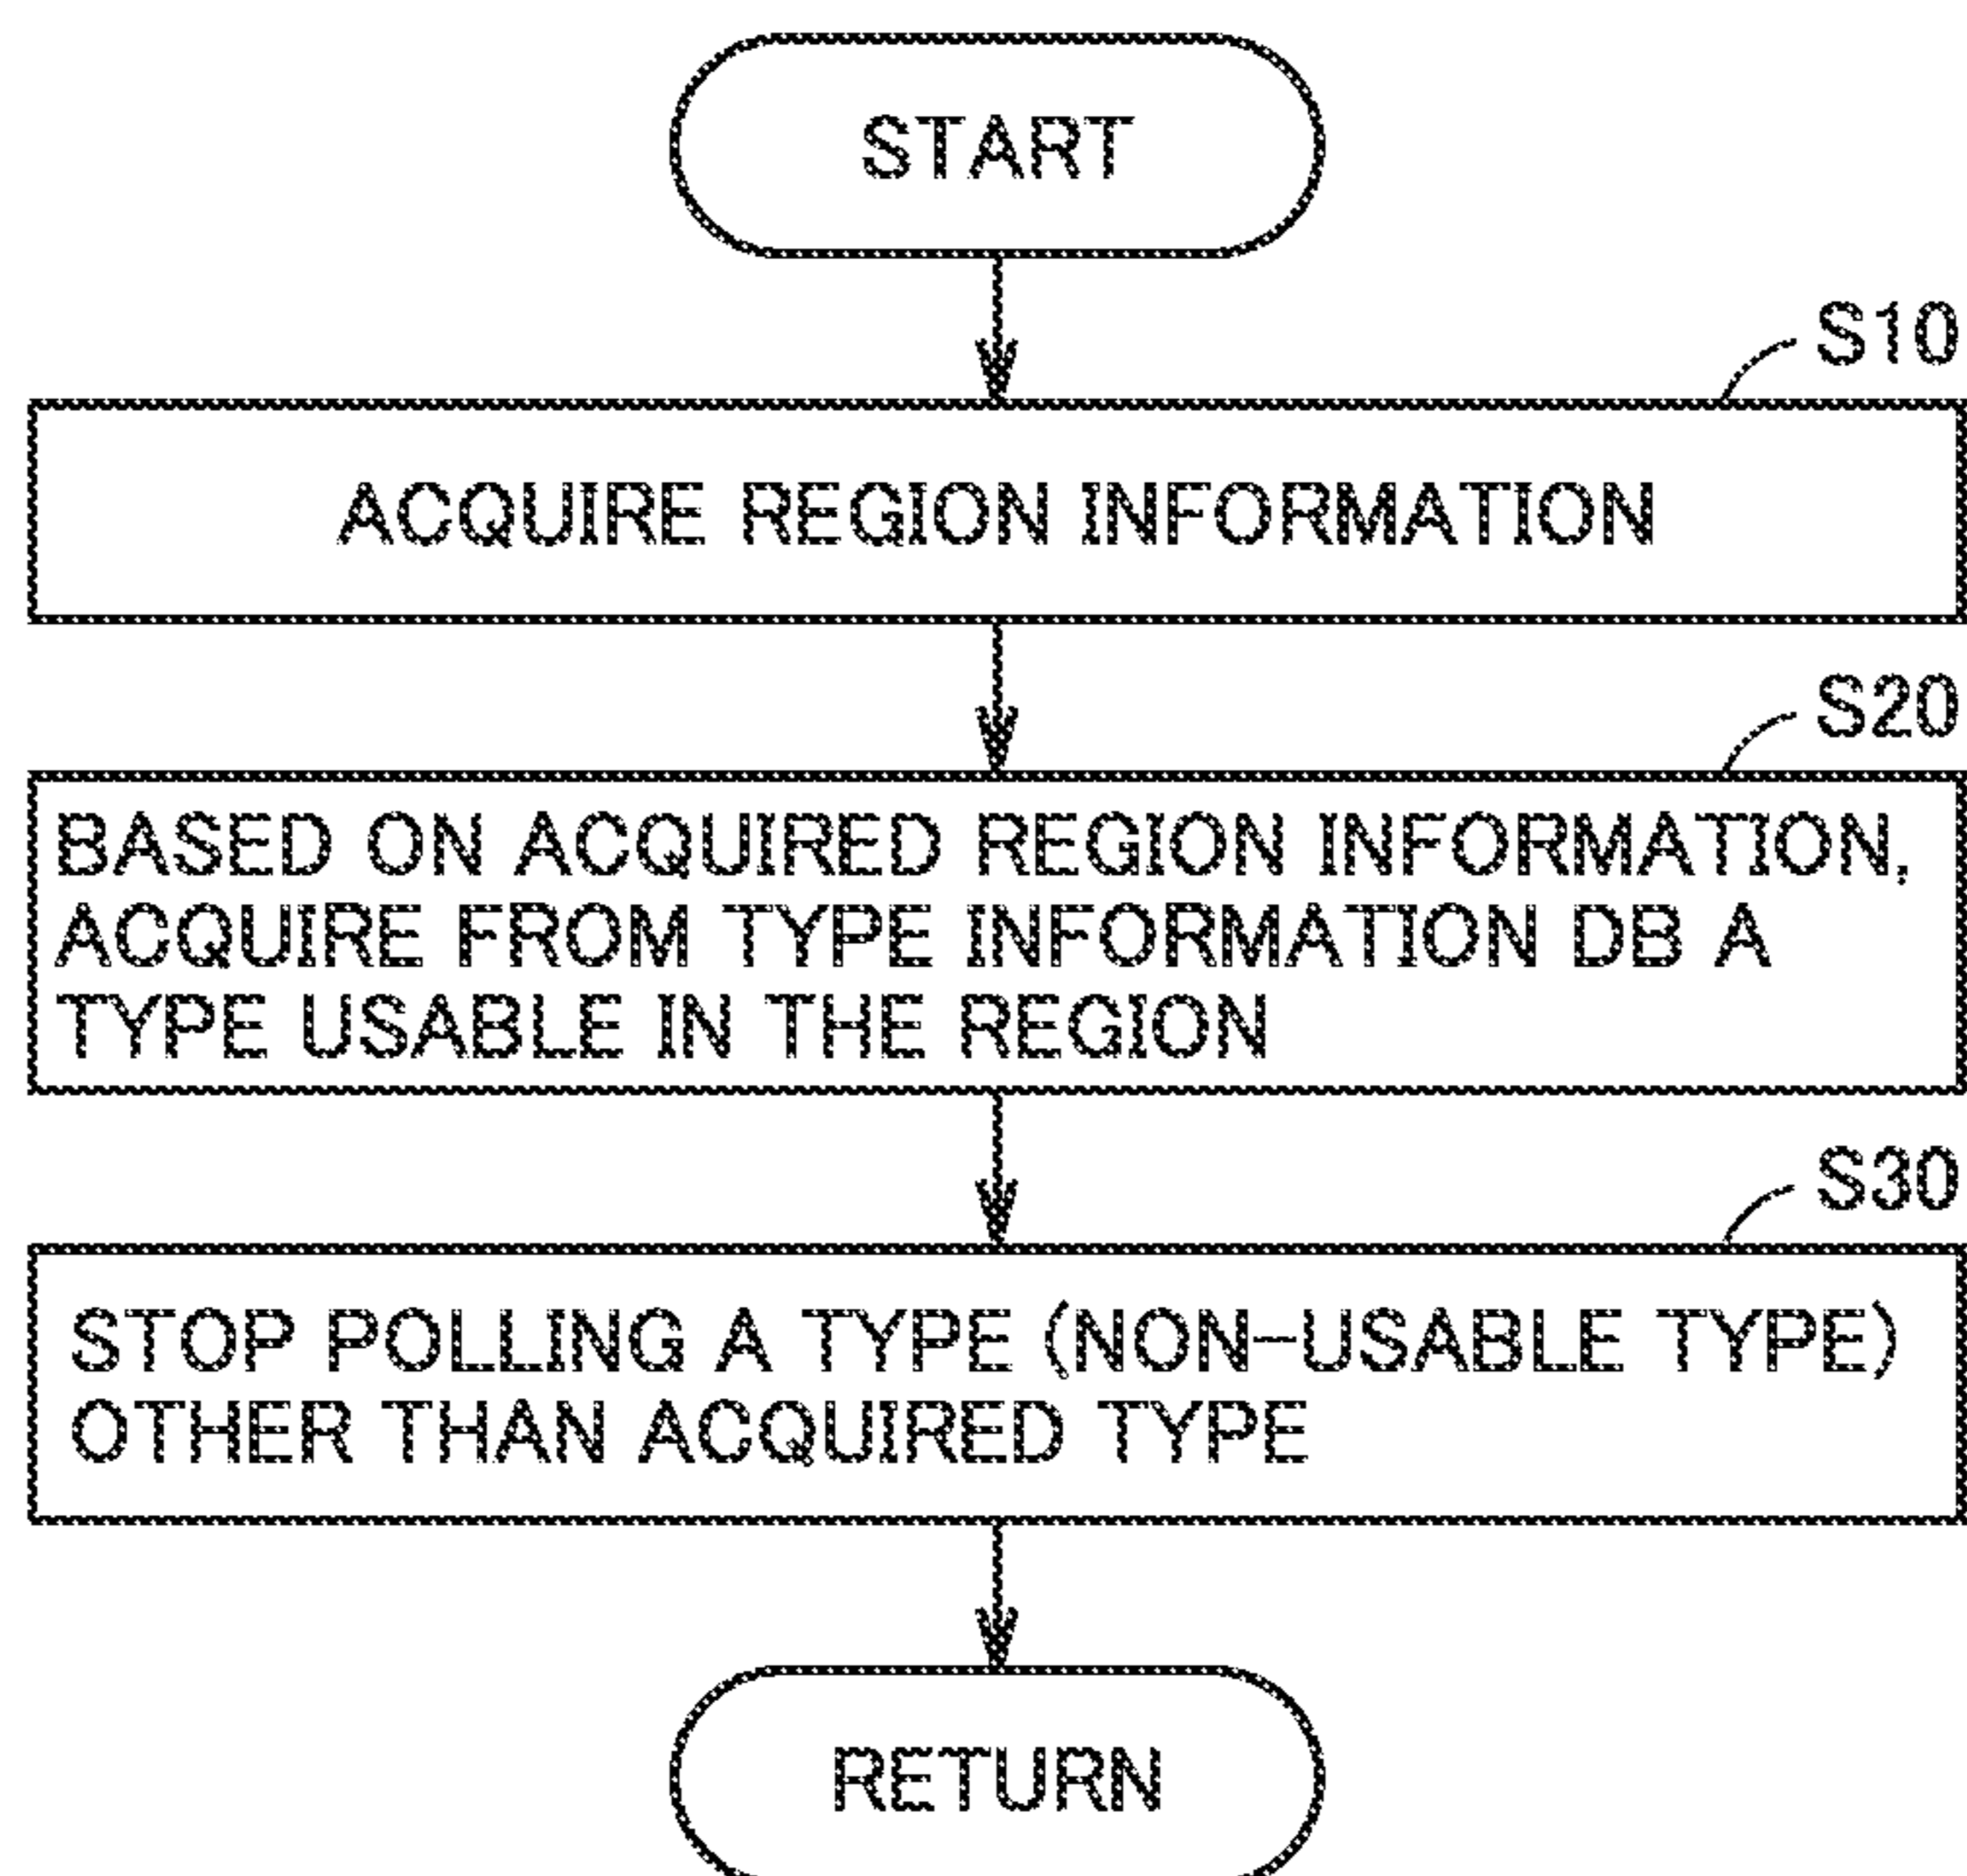 START
S10
ACQUIRE REGION INFORMATION
S20
BASED ON ACQUIRED REGION INFORMATION,
ACQUIRE FROM TYPE INFORMATION DB A
TYPE USABLE IN THE REGION
S30
STOP POLLING A TYPE (NON-USABLE TYPE)
OTHER THAN ACQUIRED TYPE
RETURN